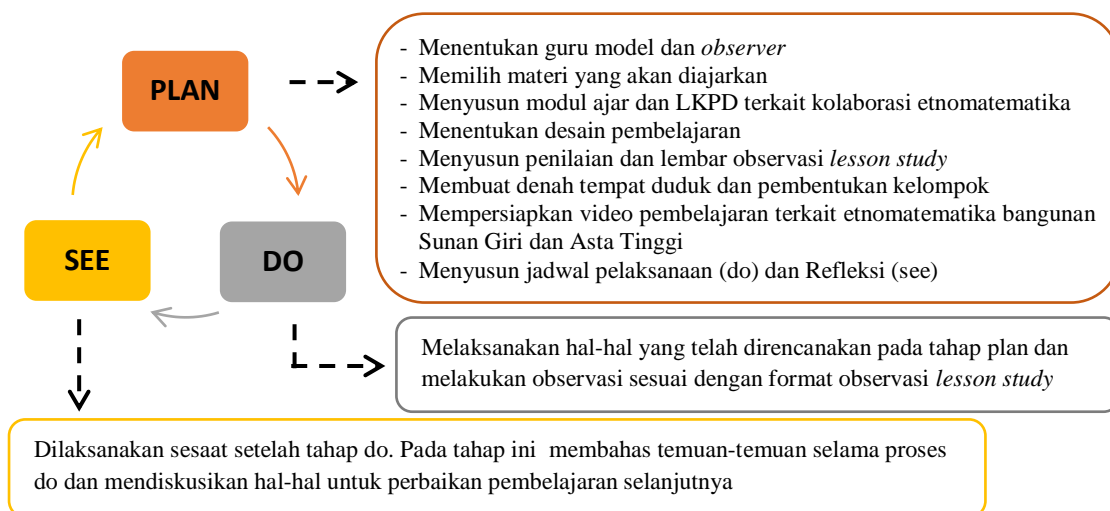 PLAN
- Menentukan guru model dan observer
- Memilih materi yang akan diajarkan
- Menyusun modul ajar dan LKPD terkait kolaborasi etnomatematika
- Menentukan desain pembelajaran
- Menyusun penilaian dan lembar observasi lesson study
- Membuat denah tempat duduk dan pembentukan kelompok
- Mempersiapkan video pembelajaran terkait etnomatematika bangunan
Sunan Giri dan Asta Tinggi
- Menyusun jadwal pelaksanaan (do) dan Refleksi (see)
SEE
DO
Melaksanakan hal-hal yang telah direncanakan pada tahap plan dan
melakukan observasi sesuai dengan format observasi lesson study
Dilaksanakan sesaat setelah tahap do. Pada tahap ini membahas temuan-temuan selama proses
do dan mendiskusikan hal-hal untuk perbaikan pembelajaran selanjutnya